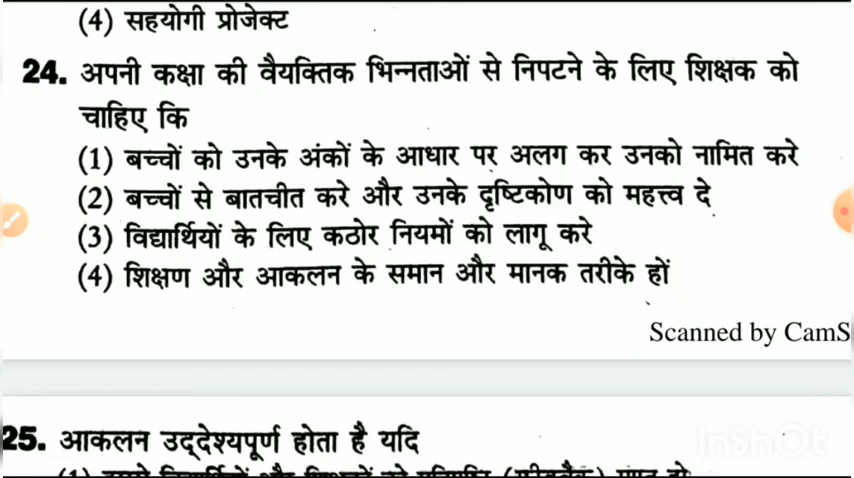 (4) सहयोगी प्रोजेक्ट
24. अपनी कक्षा की वैयक्तिक भिन्नताओं से निपटने के लिए शिक्षक को
चाहिए कि
(1) बच्चों को उनके अंकों के आधार पर अलग कर उनको नामित करे
(2) बच्चों से बातचीत करे और उनके दृष्टिकोण को महत्त्व दे
(3) विद्यार्थियों के लिए कठोर नियमों को लागू करे
(4) शिक्षण और आकलन के समान और मानक तरीके हों
Scanned by CamS
25. आकलन उद्देश्यपूर्ण होता है यदि
InShOt